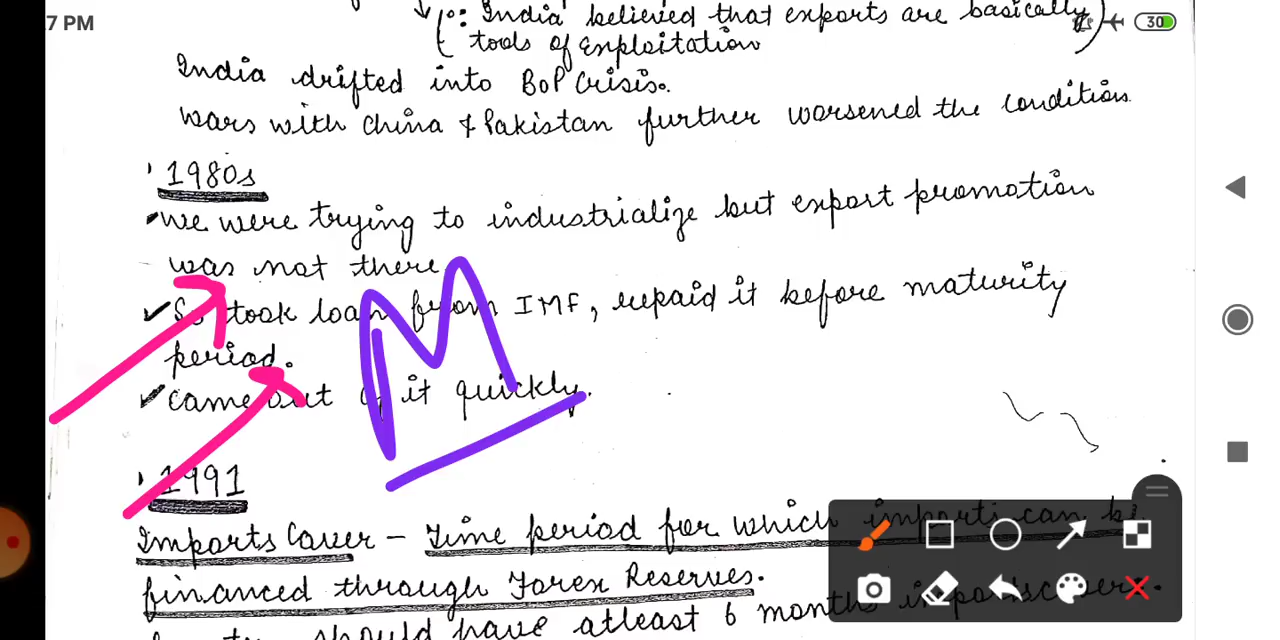 7 PM
30
: India believed that exports are basically
tools of exploitation
India drifted into BoP Crisis.
wars with China & Pakistan further worsened the condition
1980s
we were trying to industrialize but export promotion
was not there
So took loan from IMF, repaid it before maturity
period.
came out of it quickly.
M
1991
Imports Cover – Time period for which imports can be
financed through Forex Reserves.
should have atleast 6 months imports cover.